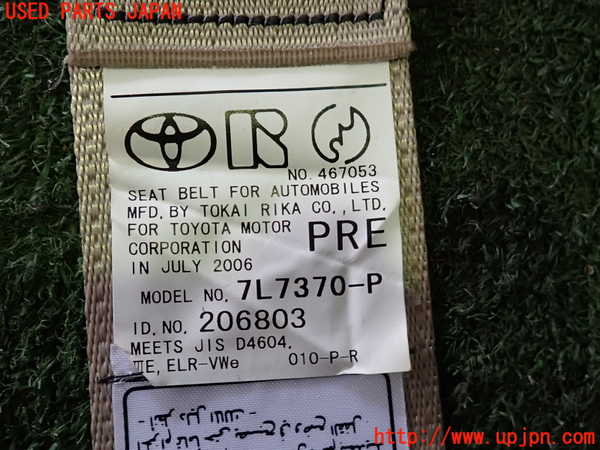 USED PARTS JAPAN
NO. 467053
SEAT BELT FOR AUTOMOBILES
MFD. BY TOKAI RIKA CO., LTD.
FOR TOYOTA MOTOR
CORPORATION PRE
IN JULY 2006
MODEL NO. 7L7370-P
ID. NO. 206803
MEETS JIS D4604,
ⅢE, ELR-VWe 010-P-R
http://www.upjpn.com/